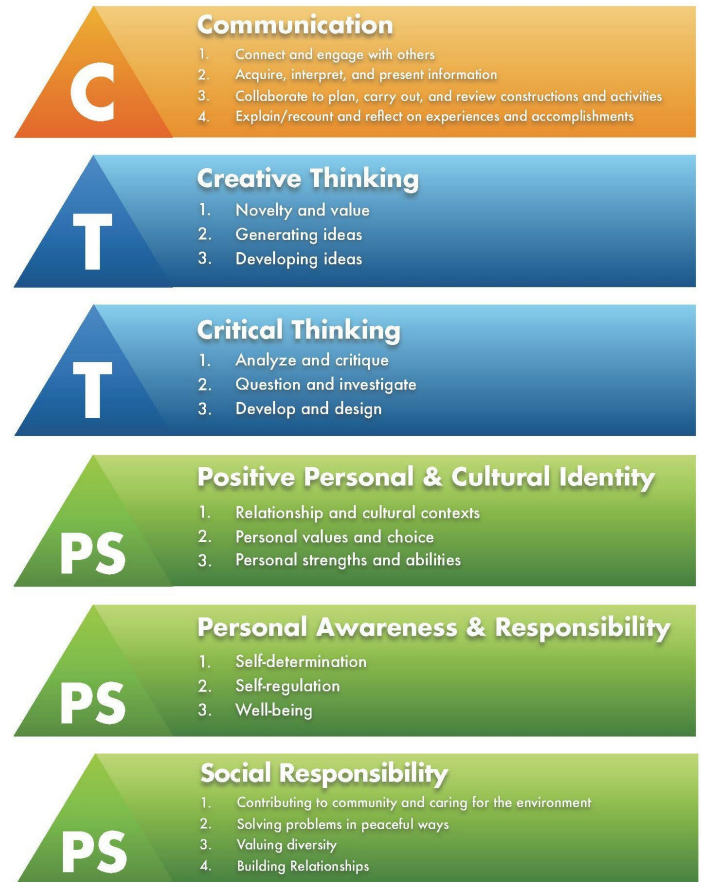 Communication
1. Connect and engage with others
2. Acquire, interpret, and present information
3. Collaborate to plan, carry out, and review constructions and activities
4. Explain/recount and reflect on experiences and accomplishments
C
Creative Thinking
1. Novelty and value
2. Generating ideas
3. Developing ideas
T
Critical Thinking
1. Analyze and critique
2. Question and investigate
3. Develop and design
T
Positive Personal & Cultural Identity
1. Relationship and cultural contexts
2. Personal values and choice
3. Personal strengths and abilities
PS
Personal Awareness & Responsibility
1. Self-determination
2. Self-regulation
3. Well-being
PS
Social Responsibility
1. Contributing to community and caring for the environment
2. Solving problems in peaceful ways
3. Valuing diversity
4. Building Relationships
PS